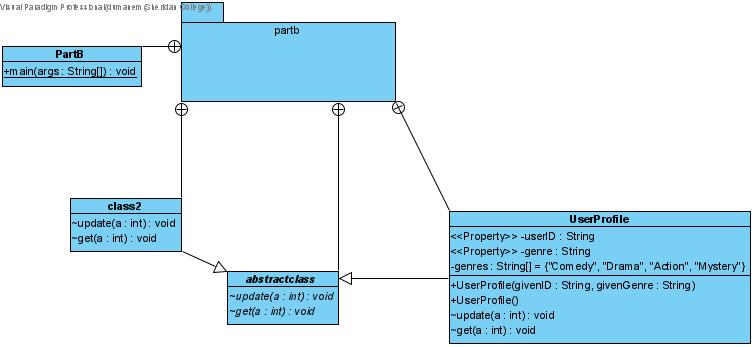 Visual Paradigm Professional(dumanem (Sheridan College))
partb
PartB
+main(args : String[]) : void
class2
~update(a : int) : void
~get(a : int) : void
abstractclass
~update(a : int) : void
~get(a : int) : void
UserProfile
<<Property>> -userID : String
<<Property>> -genre : String
-genres : String[] = {"Comedy", "Drama", "Action", "Mystery"}
+UserProfile(givenID : String, givenGenre : String)
+UserProfile()
~update(a : int) : void
~get(a : int) : void